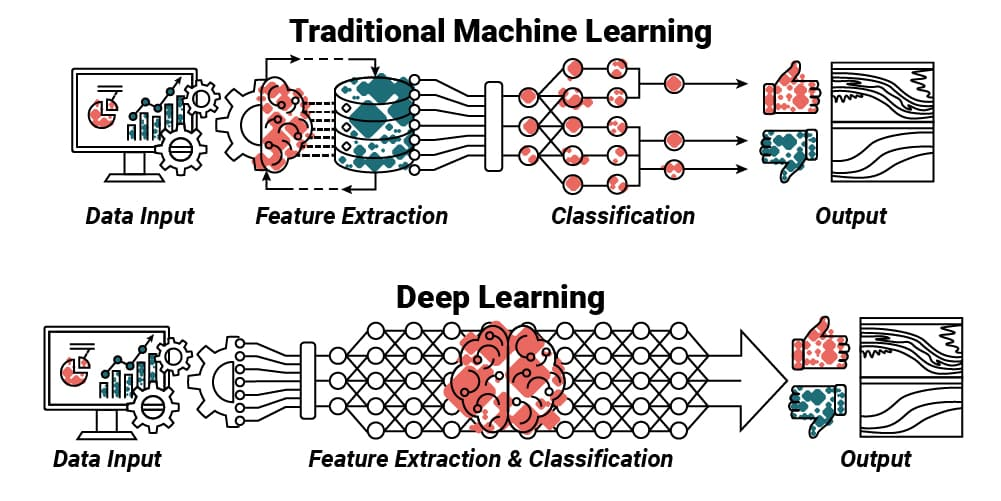 Traditional Machine Learning
Data Input
Feature Extraction
Classification
Output
Deep Learning
Data Input
Feature Extraction & Classification
Output